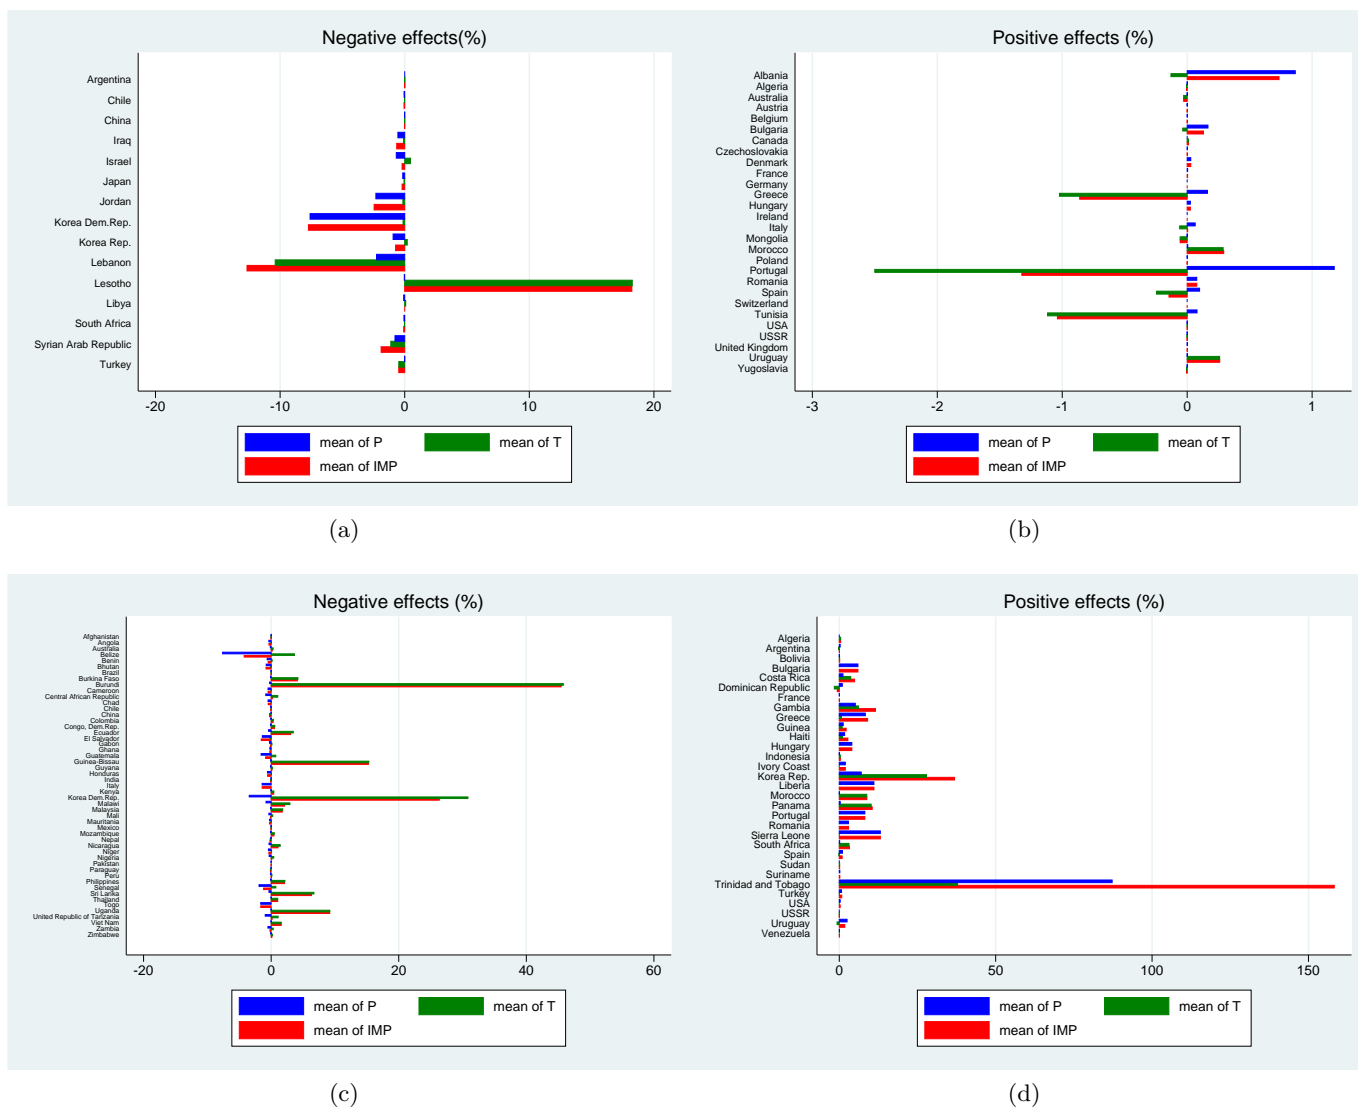 Negative effects(%)
Argentina
Chile
China
Iraq
Israel
Japan
Jordan
Korea Dem.Rep.
Korea Rep.
Lebanon
Lesotho
Libya
South Africa
Syrian Arab Republic
Turkey
-20 -10 0 10 20
mean of P mean of T
mean of IMP
(a)
Positive effects (%)
Albania
Algeria
Australia
Austria
Belgium
Bulgaria
Canada
Czechoslovakia
Denmark
France
Germany
Greece
Hungary
Ireland
Italy
Mongolia
Morocco
Poland
Portugal
Romania
Spain
Switzerland
Tunisia
USA
USSR
United Kingdom
Uruguay
Yugoslavia
-3 -2 -1 0 1
mean of P mean of T
mean of IMP
(b)
Negative effects (%)
Afghanistan
Angola
Australia
Belize
Benin
Bhutan
Brazil
Burkina Faso
Burundi
Cameroon
Central African Republic
Chad
Chile
China
Colombia
Congo, Dem.Rep.
Ecuador
El Salvador
Gabon
Ghana
Guatemala
Guinea-Bissau
Guyana
Honduras
India
Italy
Kenya
Korea Dem.Rep.
Malawi
Malaysia
Mali
Mauritania
Mexico
Mozambique
Nepal
Nicaragua
Niger
Nigeria
Pakistan
Paraguay
Peru
Philippines
Senegal
Sri Lanka
Thailand
Togo
Uganda
United Republic of Tanzania
Viet Nam
Zambia
Zimbabwe
-20 0 20 40 60
mean of P mean of T
mean of IMP
(c)
Positive effects (%)
Algeria
Argentina
Bolivia
Bulgaria
Costa Rica
Dominican Republic
France
Gambia
Greece
Guinea
Haiti
Hungary
Indonesia
Ivory Coast
Korea Rep.
Liberia
Morocco
Panama
Portugal
Romania
Sierra Leone
South Africa
Spain
Sudan
Suriname
Trinidad and Tobago
Turkey
USA
USSR
Uruguay
Venezuela
0 50 100 150
mean of P mean of T
mean of IMP
(d)